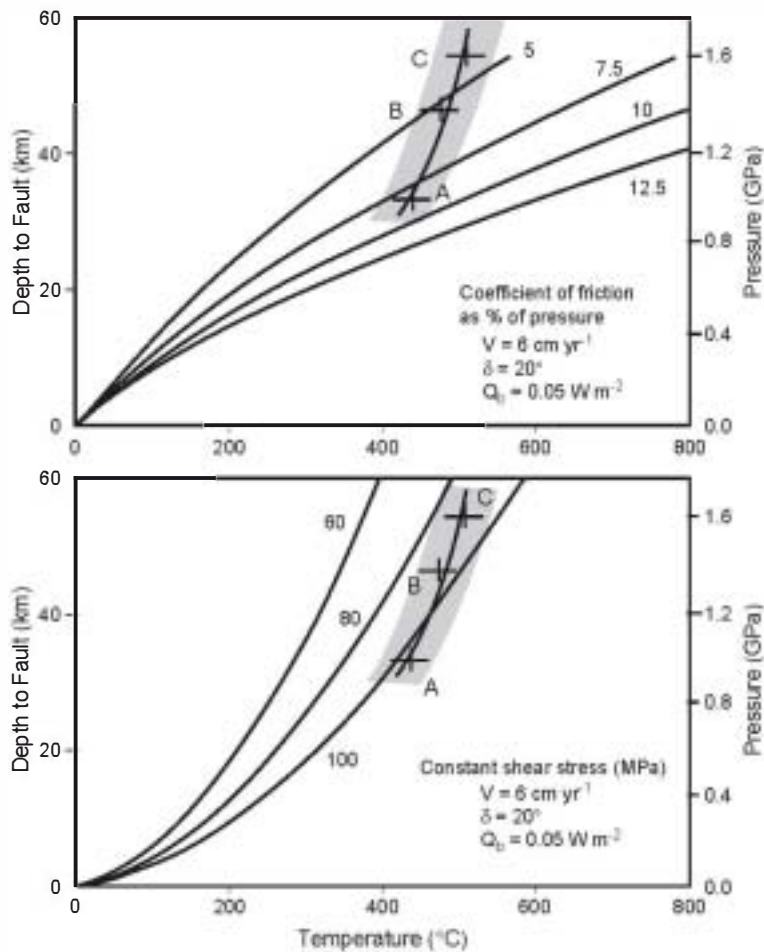 60
40
20
0
Depth to Fault (km)
0
200
400
600
800
1.6
1.2
0.8
0.4
0.0
Pressure (GPa)
C
B
A
5
7.5
10
12.5
Coefficient of friction
as % of pressure
V = 6 cm yr-1
δ = 20°
Qb = 0.05 W m-2
60
40
20
0
Depth to Fault (km)
0
200
400
600
800
Temperature (°C)
1.6
1.2
0.8
0.4
0.0
Pressure (GPa)
60
80
100
C
B
A
Constant shear stress (MPa)
V = 6 cm yr-1
δ = 20°
Qb = 0.05 W m-2